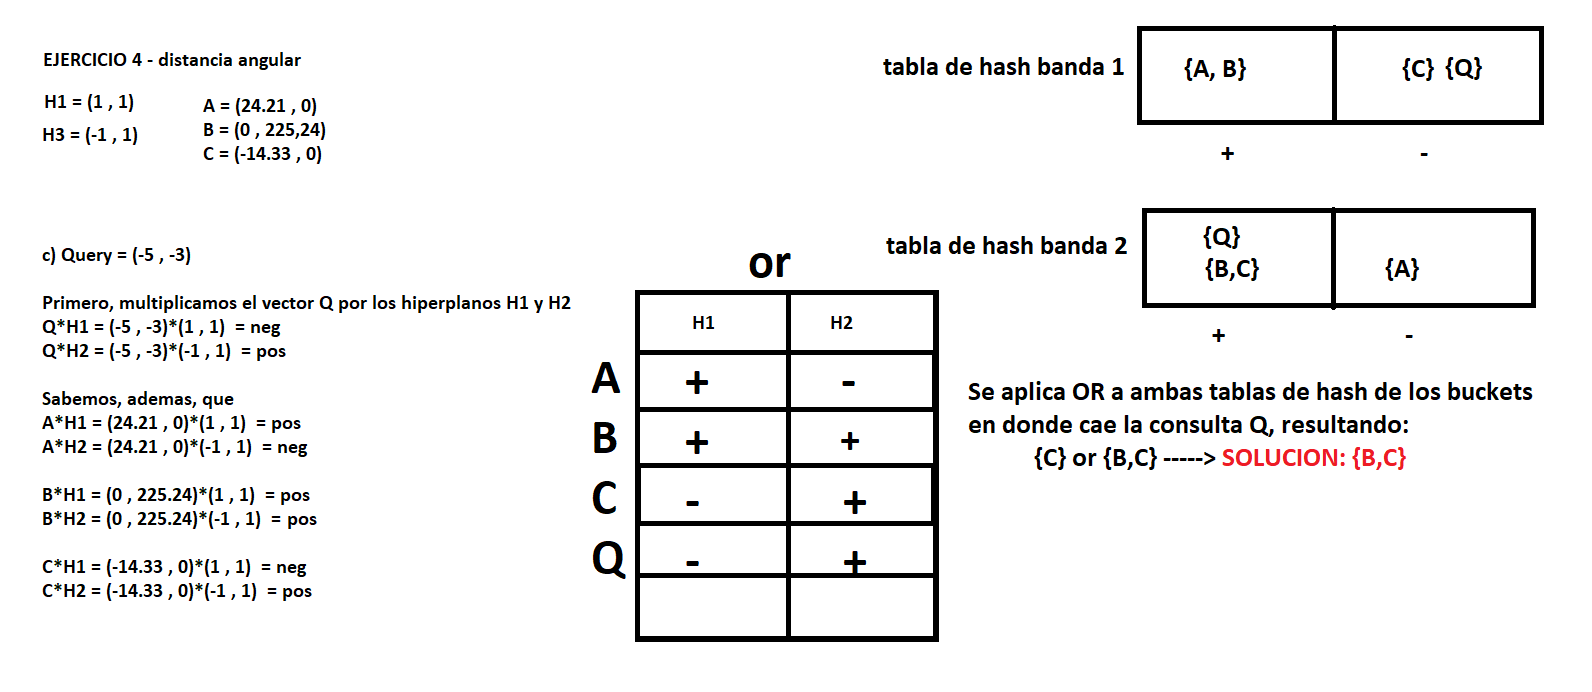 EJERCICIO 4 - distancia angular
H1 = (1 , 1)
H3 = (-1 , 1)
A = (24.21 , 0)
B = (0 , 225,24)
C = (-14.33 , 0)
c) Query = (-5 , -3)
Primero, multiplicamos el vector Q por los hiperplanos H1 y H2
Q*H1 = (-5 , -3)*(1 , 1)  = neg
Q*H2 = (-5 , -3)*(-1 , 1)  = pos
Sabemos, ademas, que
A*H1 = (24.21 , 0)*(1 , 1)  = pos
A*H2 = (24.21 , 0)*(-1 , 1)  = neg
B*H1 = (0 , 225.24)*(1 , 1)  = pos
B*H2 = (0 , 225.24)*(-1 , 1)  = pos
C*H1 = (-14.33 , 0)*(1 , 1)  = neg
C*H2 = (-14.33 , 0)*(-1 , 1)  = pos
or
H1 H2
A + -
B + +
C - +
Q - +
tabla de hash banda 1
{A, B} {C} {Q}
+ -
tabla de hash banda 2
{Q}
{B,C} {A}
+ -
Se aplica OR a ambas tablas de hash de los buckets
en donde cae la consulta Q, resultando:
{C} or {B,C} -----> SOLUCION: {B,C}